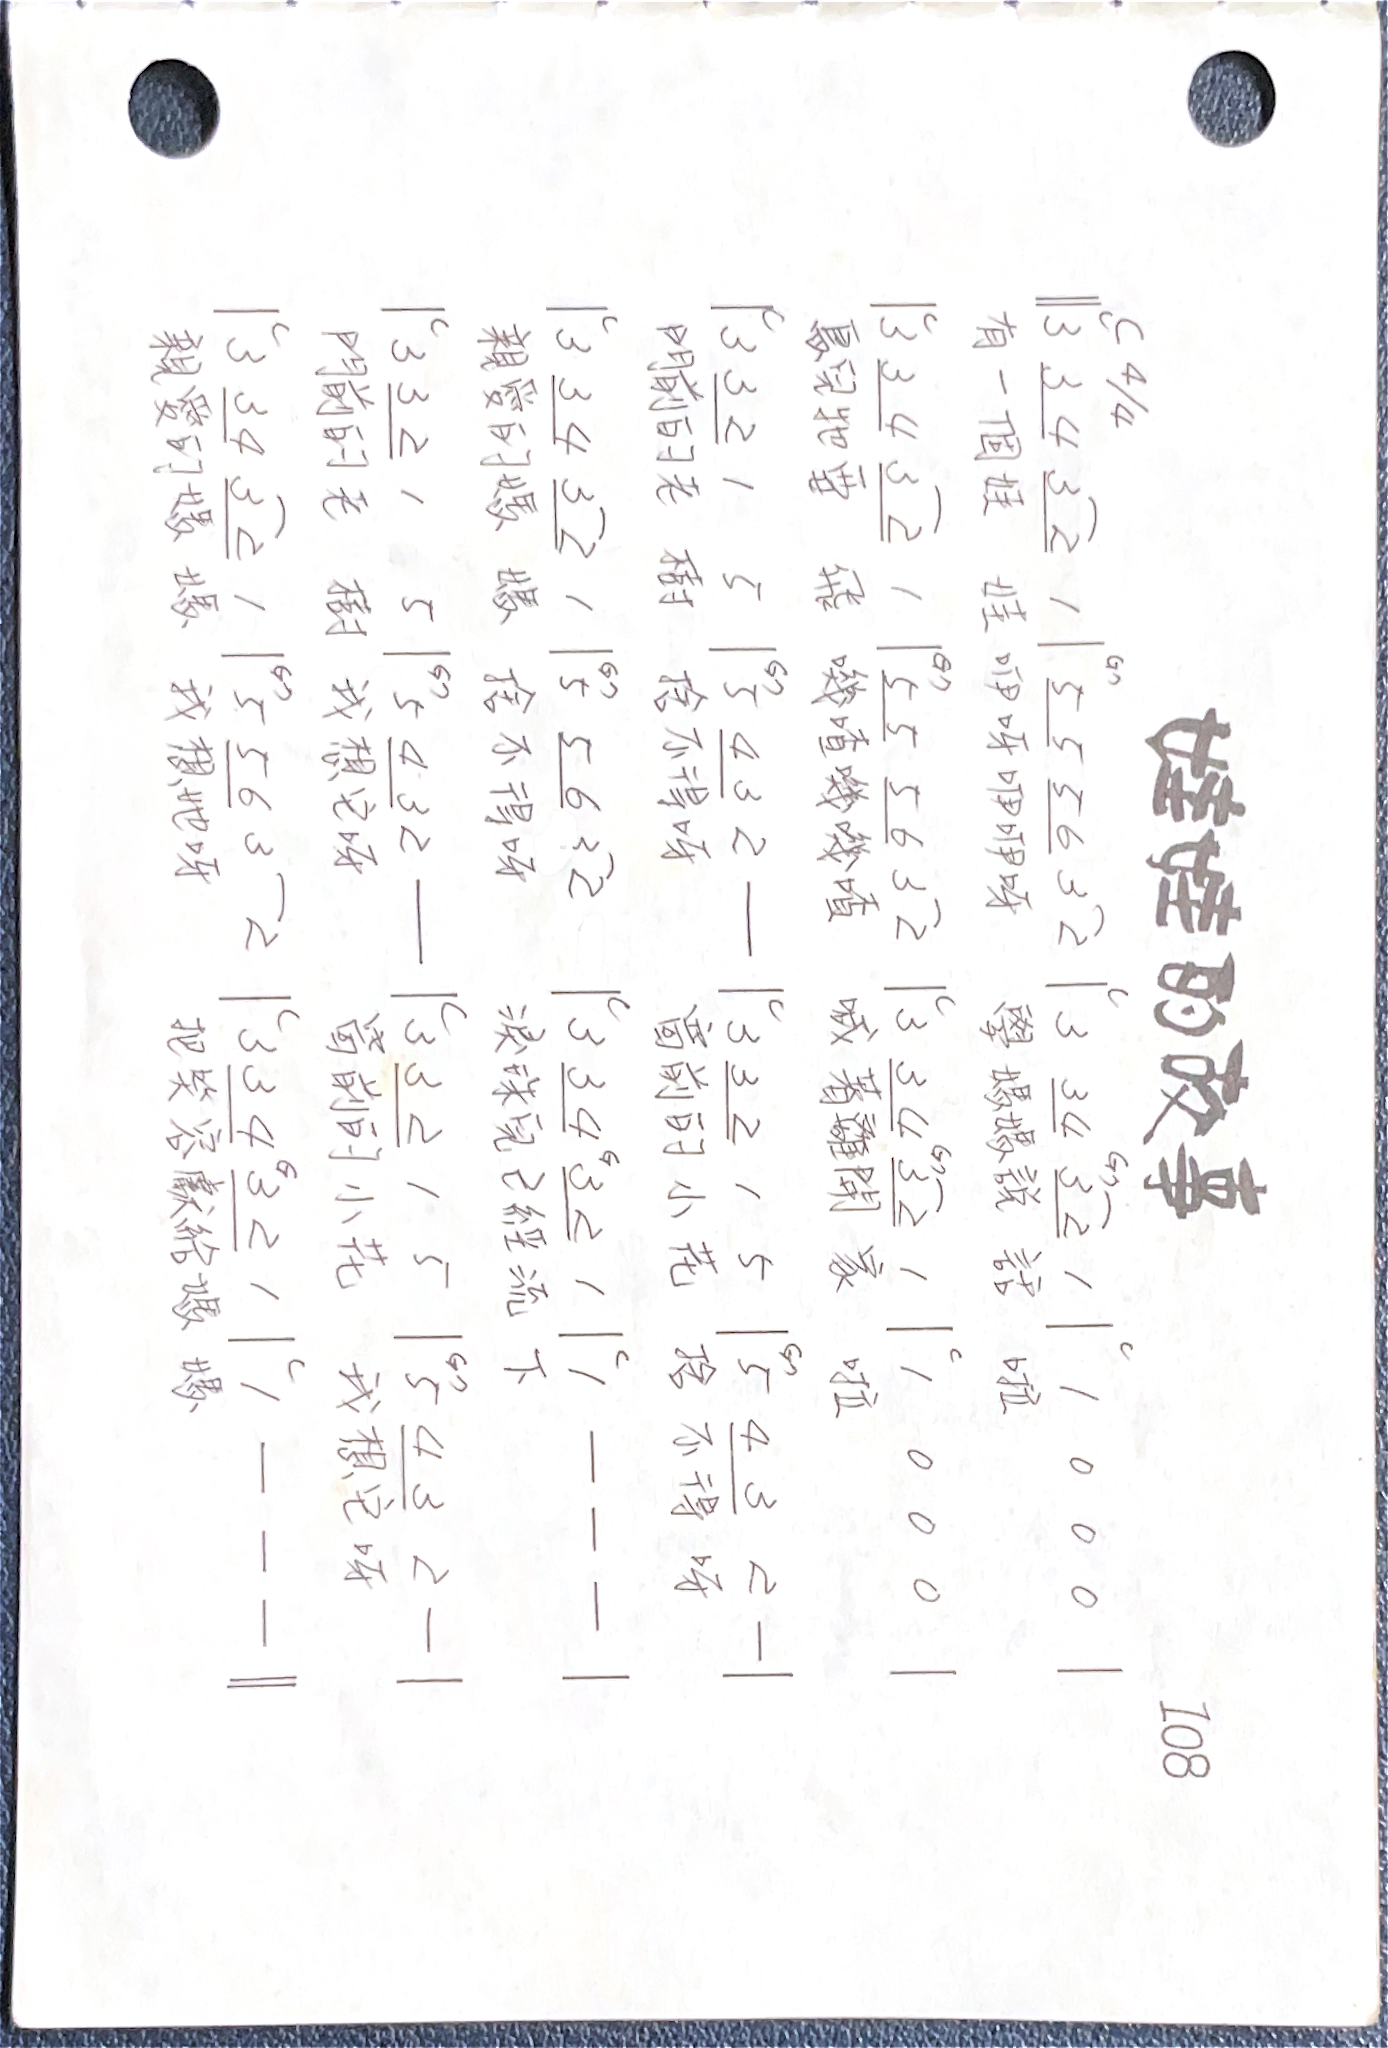 娃娃的故事
108
C 4/4
C G7 C G7 C
‖3 3 4 3 2 1 | 5 5 5 6 3 2 | 3 3 4 3 2 1 | 1 0 0 0 |
有一個娃 娃 咿呀咿咿呀 學媽媽說 話 啦
C G7 C G7 C
|3 3 4 3 2 1 | 5 5 5 6 3 2 | 3 3 4 3 2 1 | 1 0 0 0 |
鳥兒牠要 飛 嘰喳嘰嘰喳 喊著離開 家 啦
C G7 C G7
|3 3 2 1 5 | 5 4 3 2 — | 3 3 2 1 5 | 5 4 3 2 — |
門前的老 樹 捨不得呀 窗前的小花 捨不得呀
C G7 C G C
|3 3 4 3 2 1 | 5 5 6 3 2 | 3 3 4 3 2 1 | 1 — — — |
親愛的媽 媽 捨不得呀 淚珠兒已經流 下
C G7 C G7
|3 3 2 1 5 | 5 4 3 2 — | 3 3 2 1 5 | 5 4 3 2 — |
門前的老 樹 我想它呀 窗前的小花 我想它呀
C G7 C G C
|3 3 4 3 2 1 | 5 5 6 3 2 | 3 3 4 3 2 1 | 1 — — — ‖
親愛的媽 媽 我想她呀 把笑容獻給媽 媽